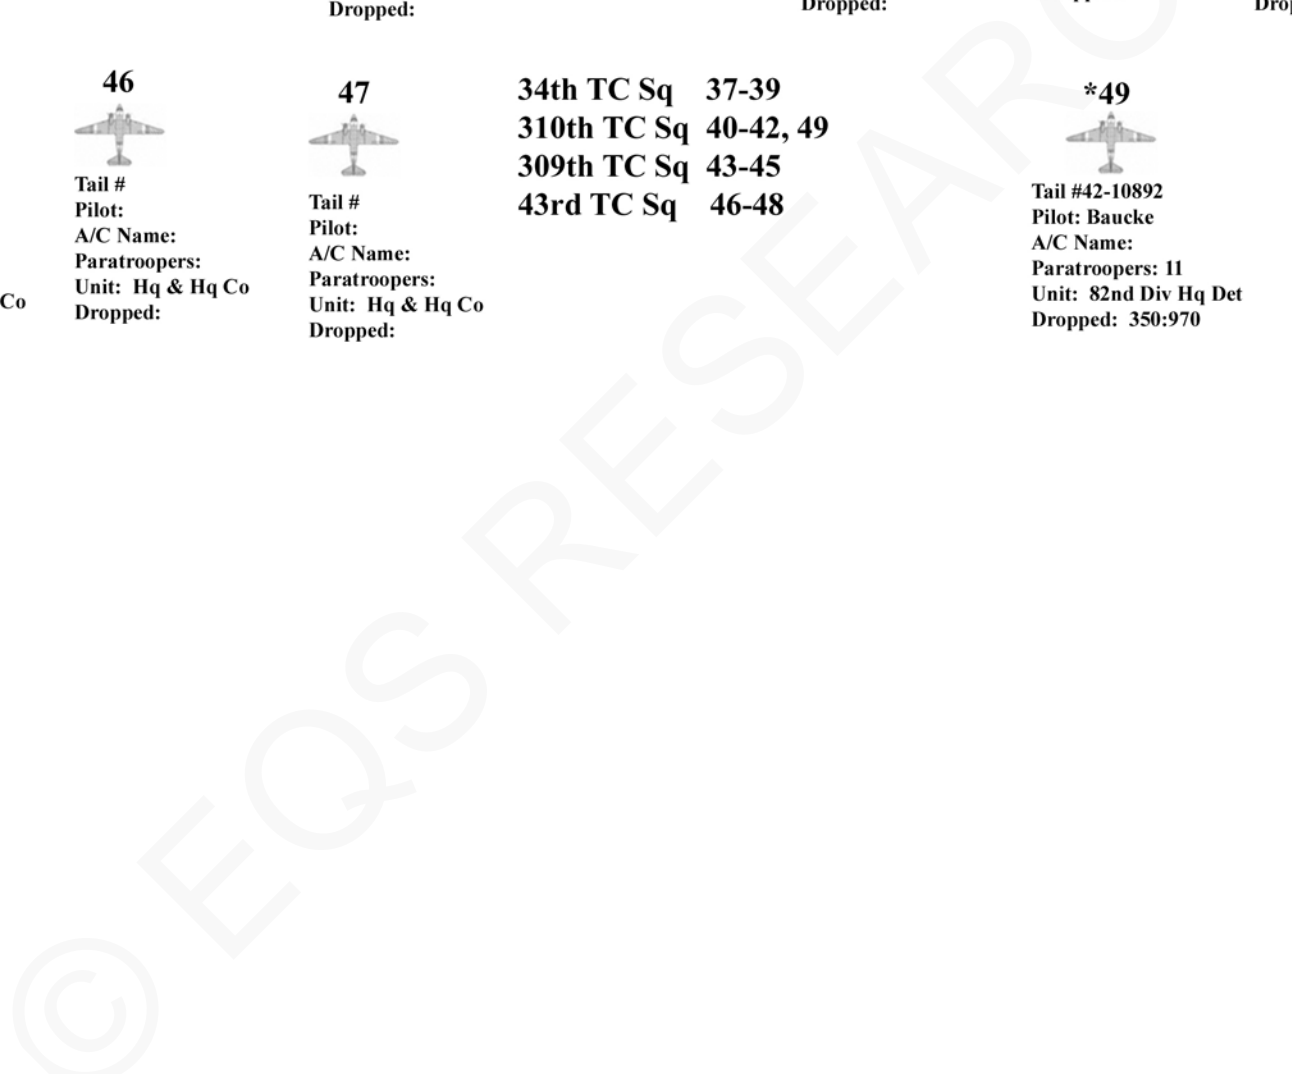 Dropped:
Dropped:
46
Tail #
Pilot:
A/C Name:
Paratroopers:
Unit: Hq & Hq Co
Dropped:
Co
47
Tail #
Pilot:
A/C Name:
Paratroopers:
Unit: Hq & Hq Co
Dropped:
34th TC Sq 37-39
310th TC Sq 40-42, 49
309th TC Sq 43-45
43rd TC Sq 46-48
*49
Tail #42-10892
Pilot: Baucke
A/C Name:
Paratroopers: 11
Unit: 82nd Div Hq Det
Dropped: 350:970
© EQS RESEARC